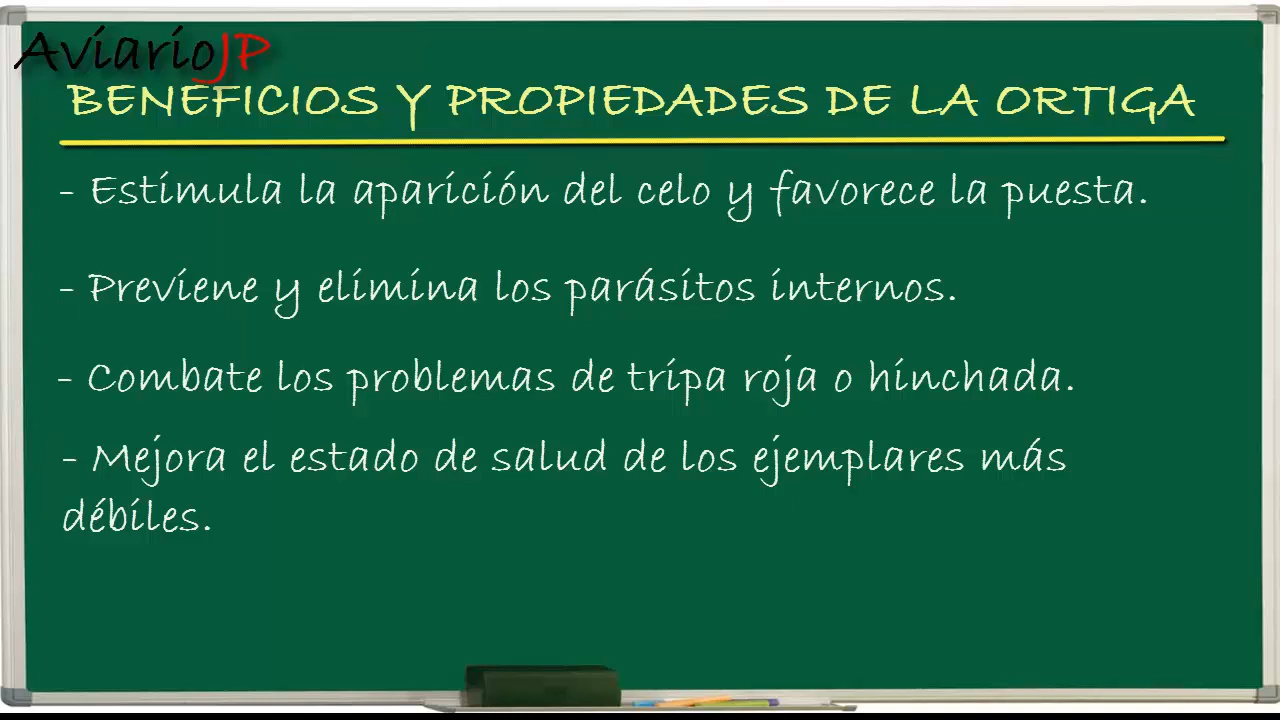 AviarioJP
BENEFICIOS Y PROPIEDADES DE LA ORTIGA
- Estimula la aparición del celo y favorece la puesta.
- Previene y elimina los parásitos internos.
- Combate los problemas de tripa roja o hinchada.
- Mejora el estado de salud de los ejemplares más
débiles.